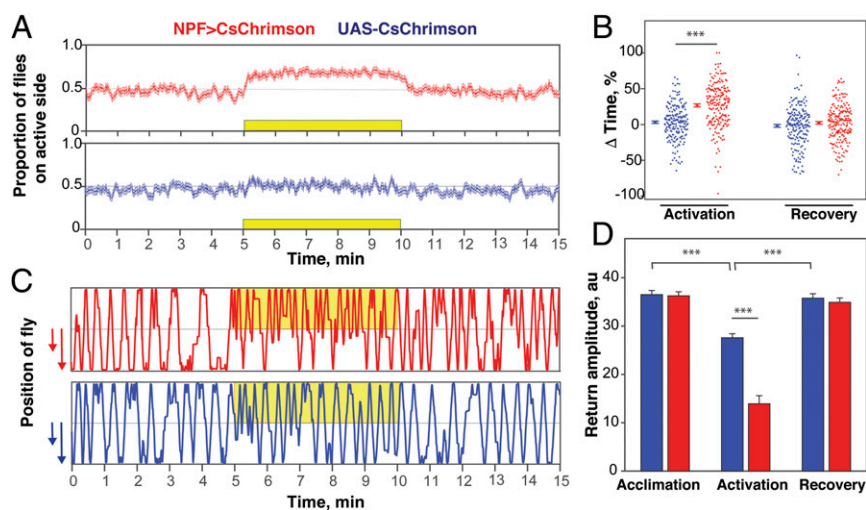 A
NPF>CsChrimson UAS-CsChrimson
Proportion of flies
on active side
1.0
0.5
0
1.0
0.5
0
0 1 2 3 4 5 6 7 8 9 10 11 12 13 14 15
Time, min
B
***
Δ Time, %
100
50
0
-50
-100
Activation Recovery
C
Position of fly
0 1 2 3 4 5 6 7 8 9 10 11 12 13 14 15
Time, min
D
*** ***
***
Return amplitude, au
40
30
20
10
0
Acclimation Activation Recovery